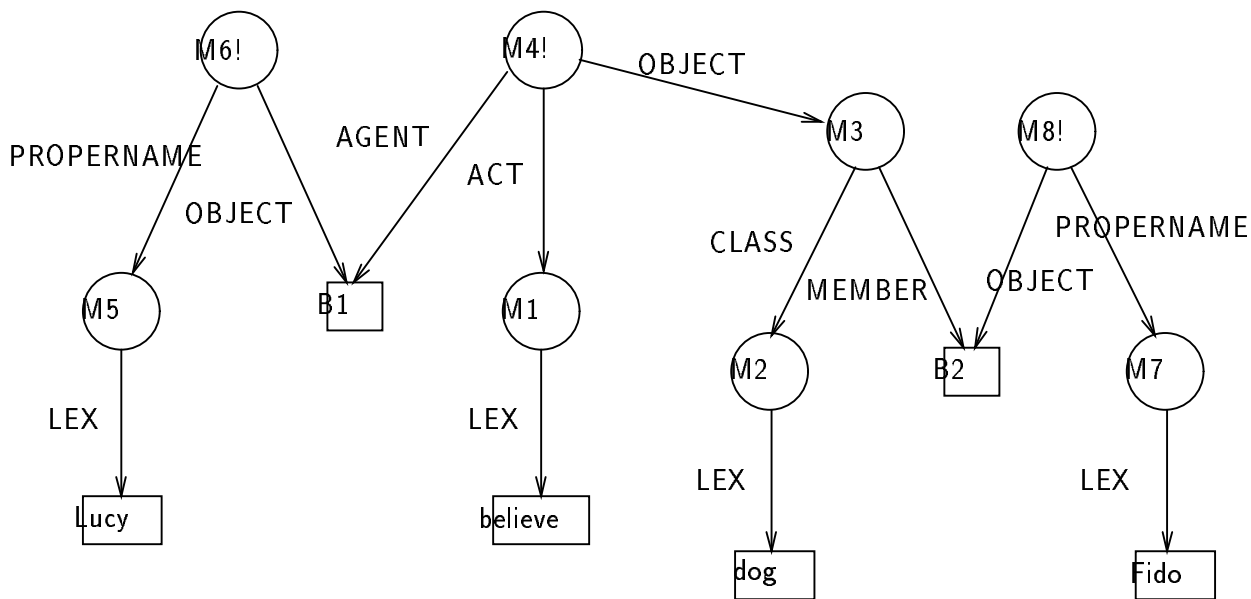 M6!
M4!
OBJECT
M3
M8!
PROPERNAME
AGENT
ACT
OBJECT
CLASS
PROPERNAME
MEMBER
OBJECT
M5
B1
M1
M2
B2
M7
LEX
LEX
LEX
LEX
Lucy
believe
dog
Fido